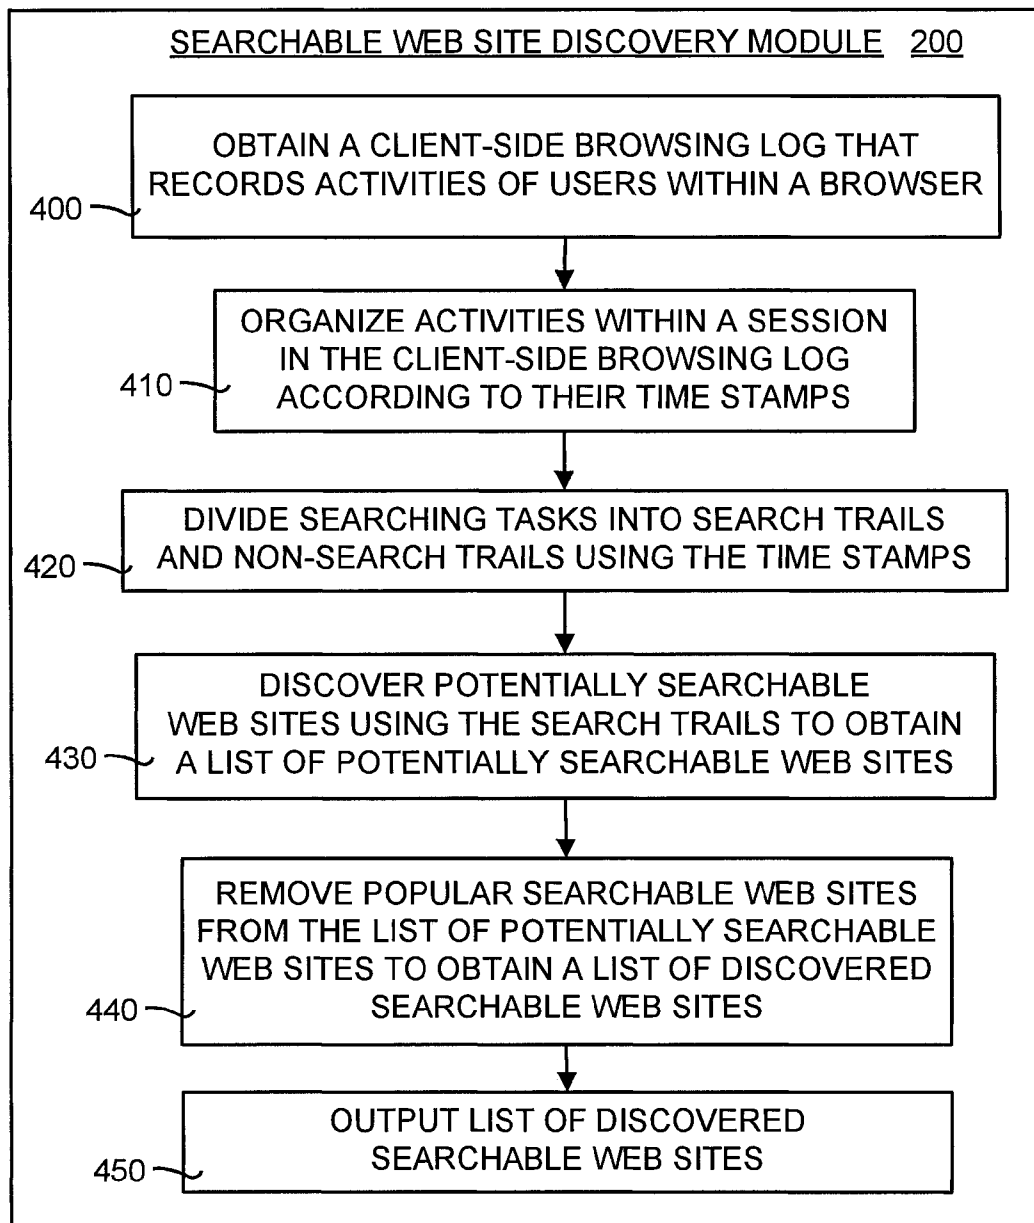 SEARCHABLE WEB SITE DISCOVERY MODULE 200
OBTAIN A CLIENT-SIDE BROWSING LOG THAT
RECORDS ACTIVITIES OF USERS WITHIN A BROWSER
400
ORGANIZE ACTIVITIES WITHIN A SESSION
IN THE CLIENT-SIDE BROWSING LOG
ACCORDING TO THEIR TIME STAMPS
410
DIVIDE SEARCHING TASKS INTO SEARCH TRAILS
AND NON-SEARCH TRAILS USING THE TIME STAMPS
420
DISCOVER POTENTIALLY SEARCHABLE
WEB SITES USING THE SEARCH TRAILS TO OBTAIN
A LIST OF POTENTIALLY SEARCHABLE WEB SITES
430
REMOVE POPULAR SEARCHABLE WEB SITES
FROM THE LIST OF POTENTIALLY SEARCHABLE
WEB SITES TO OBTAIN A LIST OF DISCOVERED
SEARCHABLE WEB SITES
440
OUTPUT LIST OF DISCOVERED
SEARCHABLE WEB SITES
450